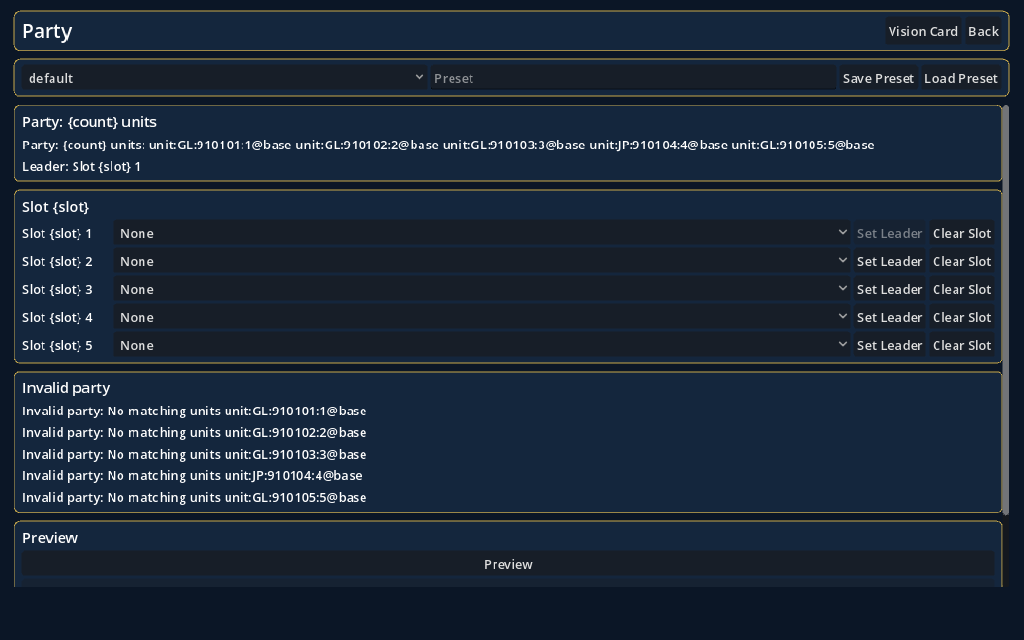 Party
Vision Card Back
default Preset Save Preset Load Preset
Party: {count} units
Party: {count} units: unit:GL:910101:1@base unit:GL:910102:2@base unit:GL:910103:3@base unit:JP:910104:4@base unit:GL:910105:5@base
Leader: Slot {slot} 1
Slot {slot}
Slot {slot} 1 None Set Leader Clear Slot
Slot {slot} 2 None Set Leader Clear Slot
Slot {slot} 3 None Set Leader Clear Slot
Slot {slot} 4 None Set Leader Clear Slot
Slot {slot} 5 None Set Leader Clear Slot
Invalid party
Invalid party: No matching units unit:GL:910101:1@base
Invalid party: No matching units unit:GL:910102:2@base
Invalid party: No matching units unit:GL:910103:3@base
Invalid party: No matching units unit:JP:910104:4@base
Invalid party: No matching units unit:GL:910105:5@base
Preview
Preview